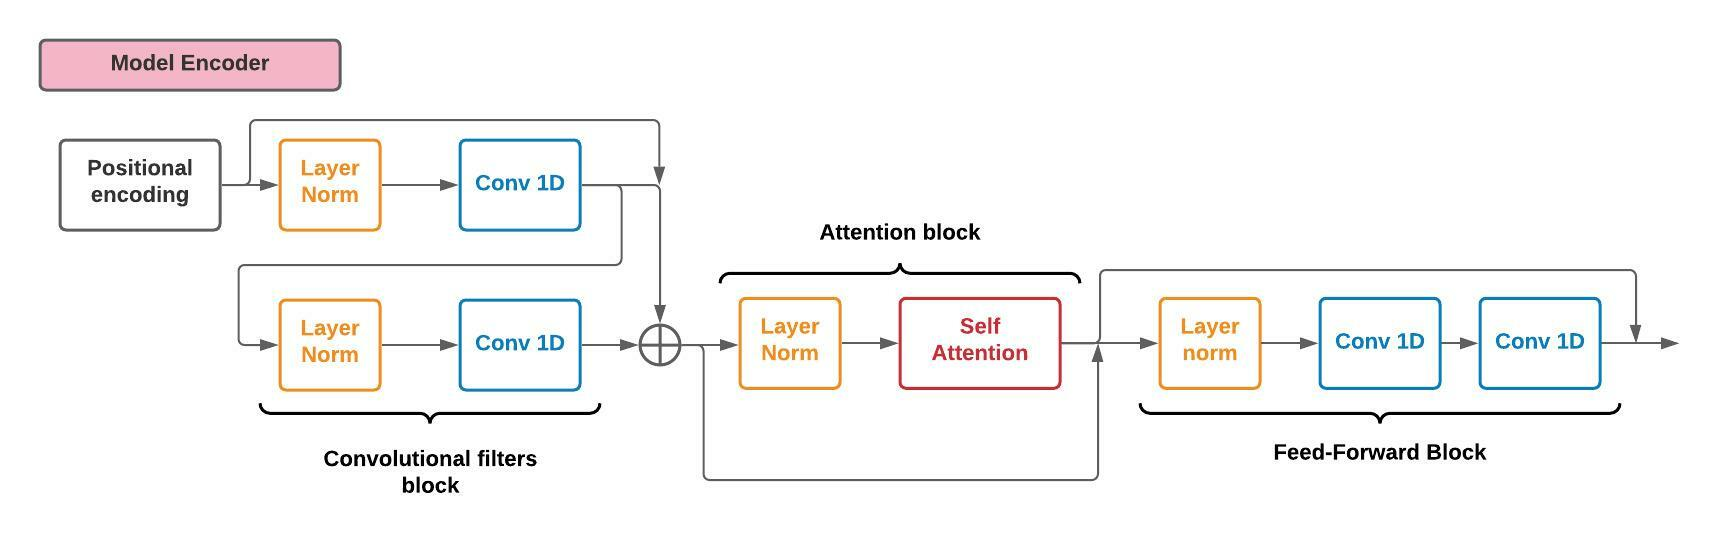 Model Encoder
Positional
encoding
Layer
Norm
Conv 1D
Layer
Norm
Conv 1D
Convolutional filters
block
Attention block
Layer
Norm
Self
Attention
Layer
norm
Conv 1D
Conv 1D
Feed-Forward Block